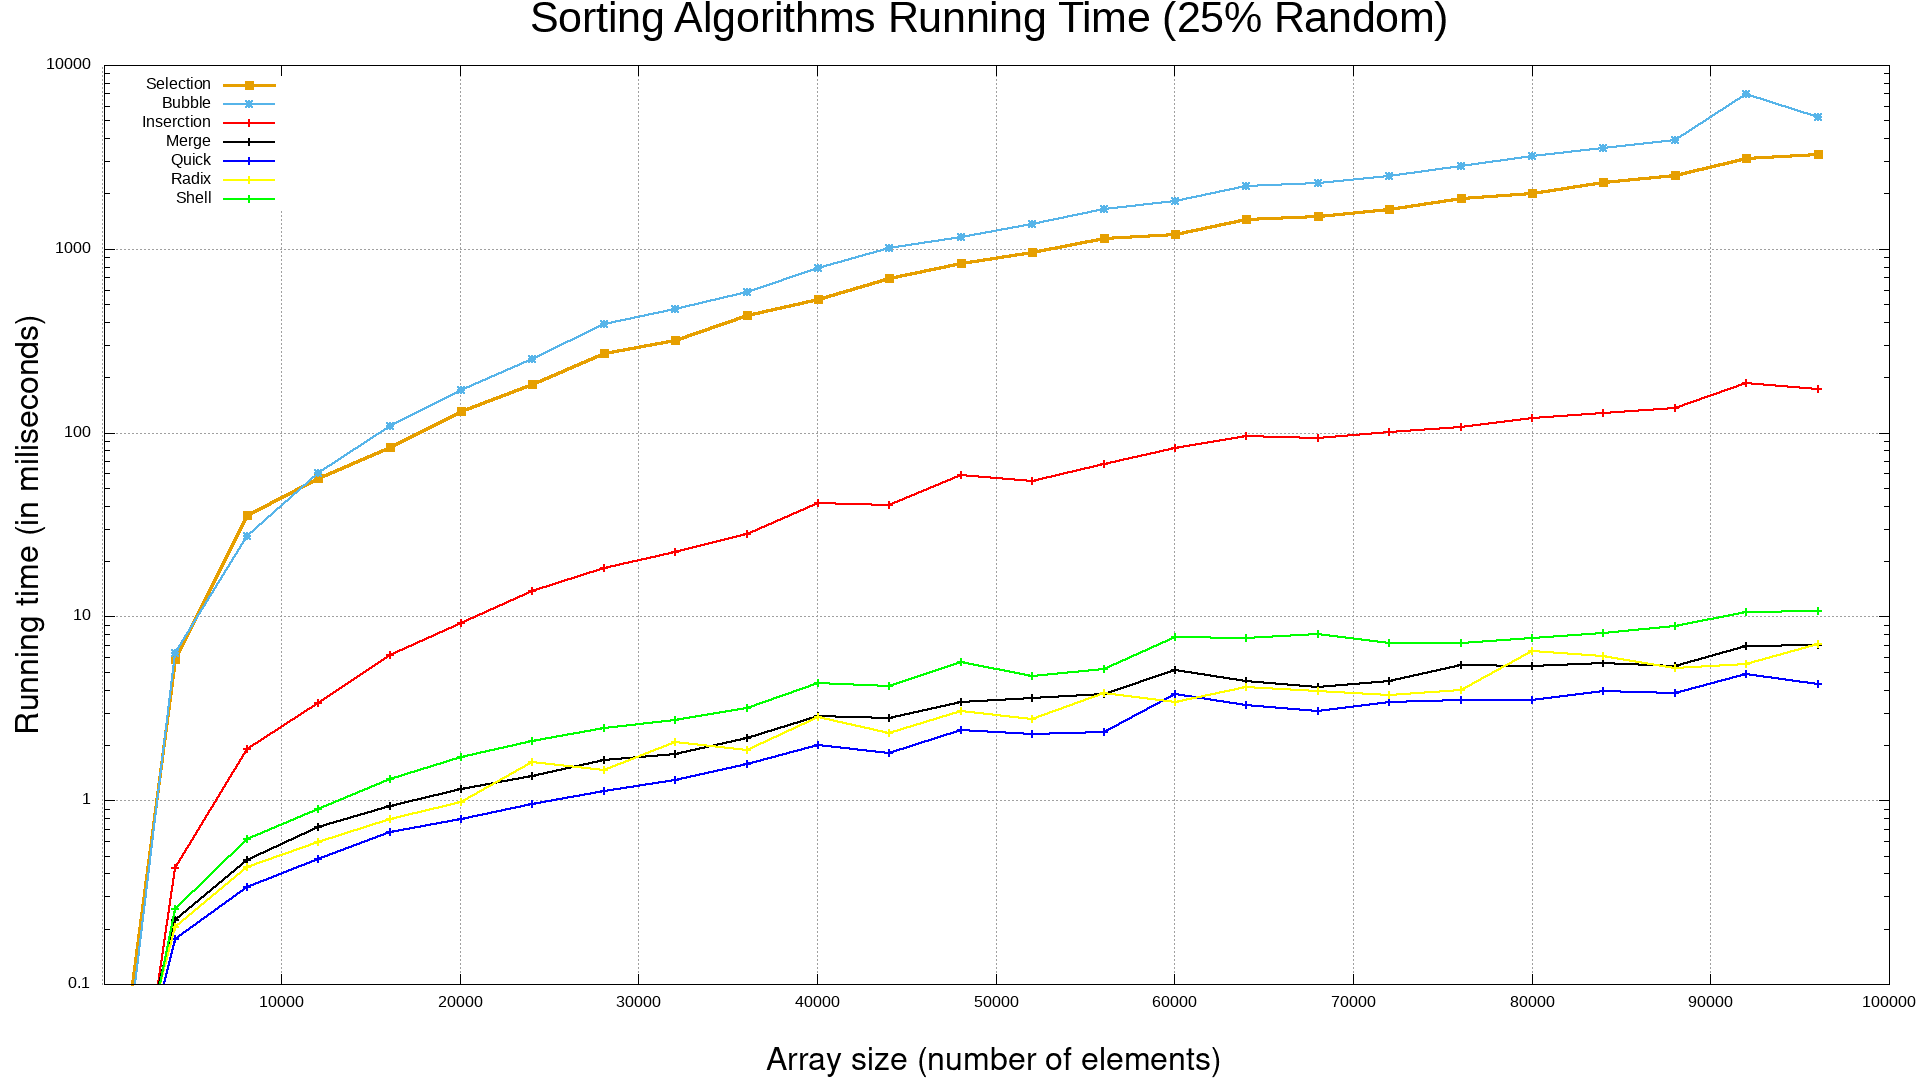 Sorting Algorithms Running Time (25% Random)
10000
1000
100
10
1
0.1
Selection
Bubble
Inserction
Merge
Quick
Radix
Shell
Running time (in miliseconds)
10000 20000 30000 40000 50000 60000 70000 80000 90000 100000
Array size (number of elements)